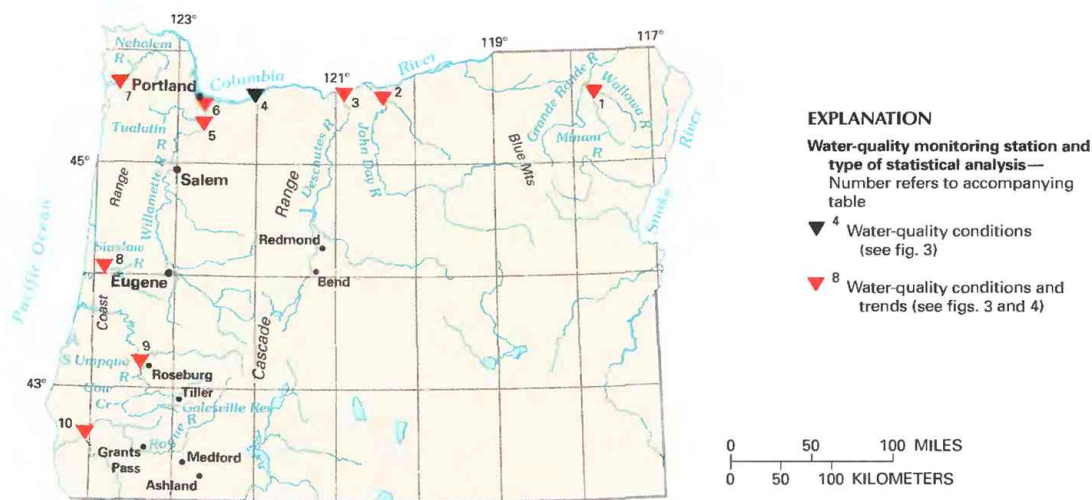 123°
119°
117°
Nehalem
R
Portland
Columbia
River
121°
7
6
4
3
2
1
5
Grande Ronde R
Wallowa R
Tualatin
R
Deschutes R
John Day R
Minam
R
Blue Mts
Snake
River
45°
Range
Willamette R
Salem
Range
Pacific Ocean
Redmond
Siuslaw
R
8
Eugene
Bend
Coast
Cascade
9
S Umpqua
R
Roseburg
43°
Cow
Cr
Tiller
Galesville Res
10
Rogue R
Grants
Pass
Medford
Ashland
EXPLANATION
Water-quality monitoring station and
type of statistical analysis—
Number refers to accompanying
table
4 Water-quality conditions
(see fig. 3)
8 Water-quality conditions and
trends (see figs. 3 and 4)
0 50 100 MILES
0 50 100 KILOMETERS